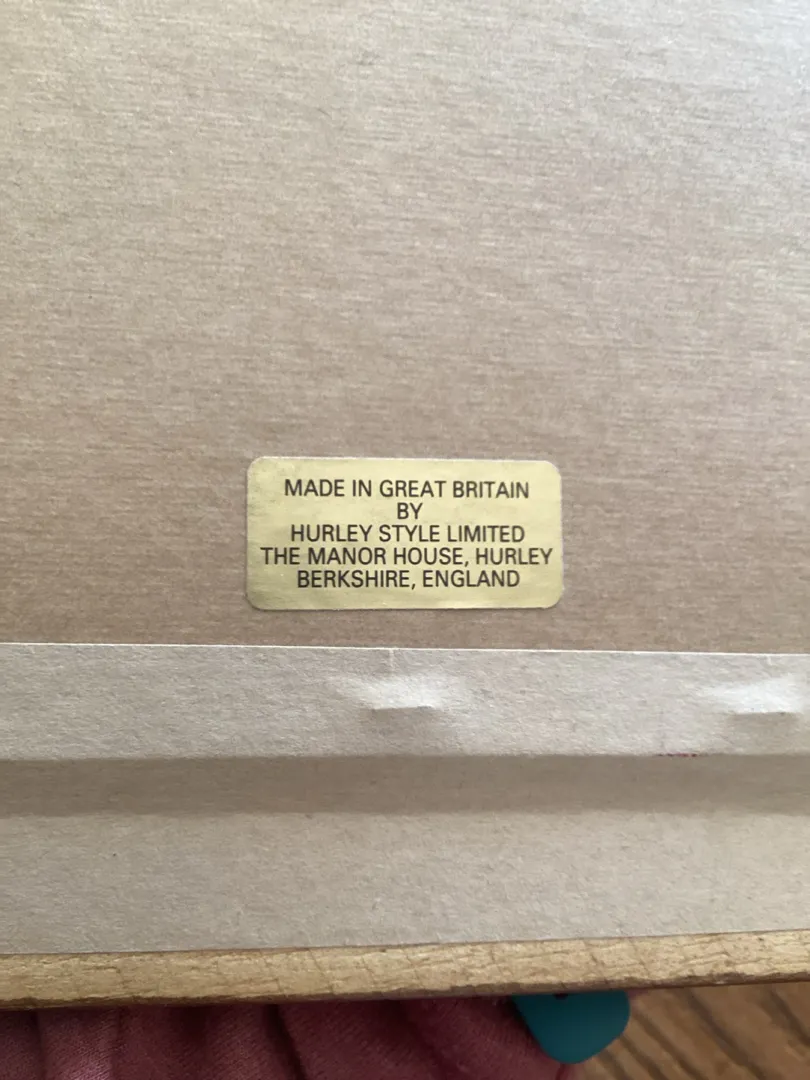 MADE IN GREAT BRITAIN
BY
HURLEY STYLE LIMITED
THE MANOR HOUSE, HURLEY
BERKSHIRE, ENGLAND